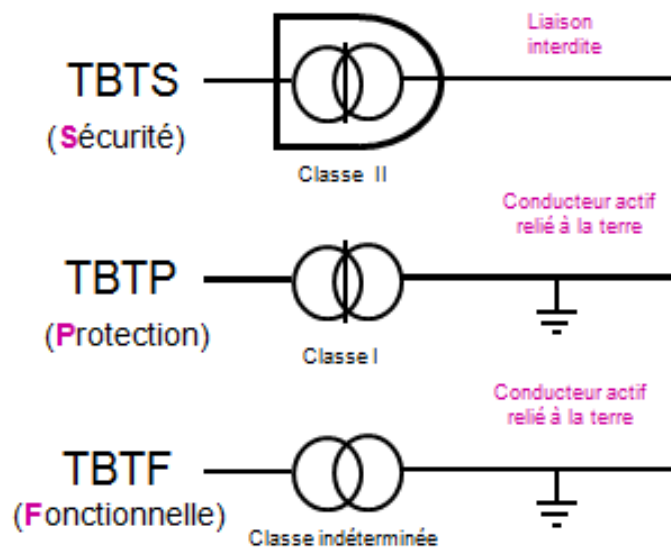 Liaison
interdite
TBTS
(Sécurité)
Classe II
Conducteur actif
relié à la terre
TBTP
(Protection)
Classe I
Conducteur actif
relié à la terre
TBTF
(Fonctionnelle)
Classe indéterminée